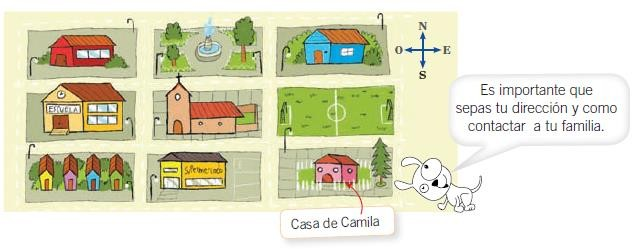 N
O E
S
ESCUELA
Supermercado
Casa de Camila
Es importante que
sepas tu dirección y como
contactar a tu familia.